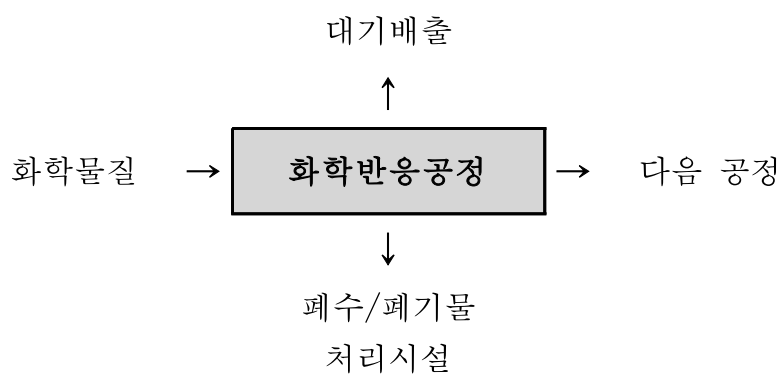 대기배출
↑
화학물질 → 화학반응공정 → 다음 공정
↓
폐수/폐기물
처리시설